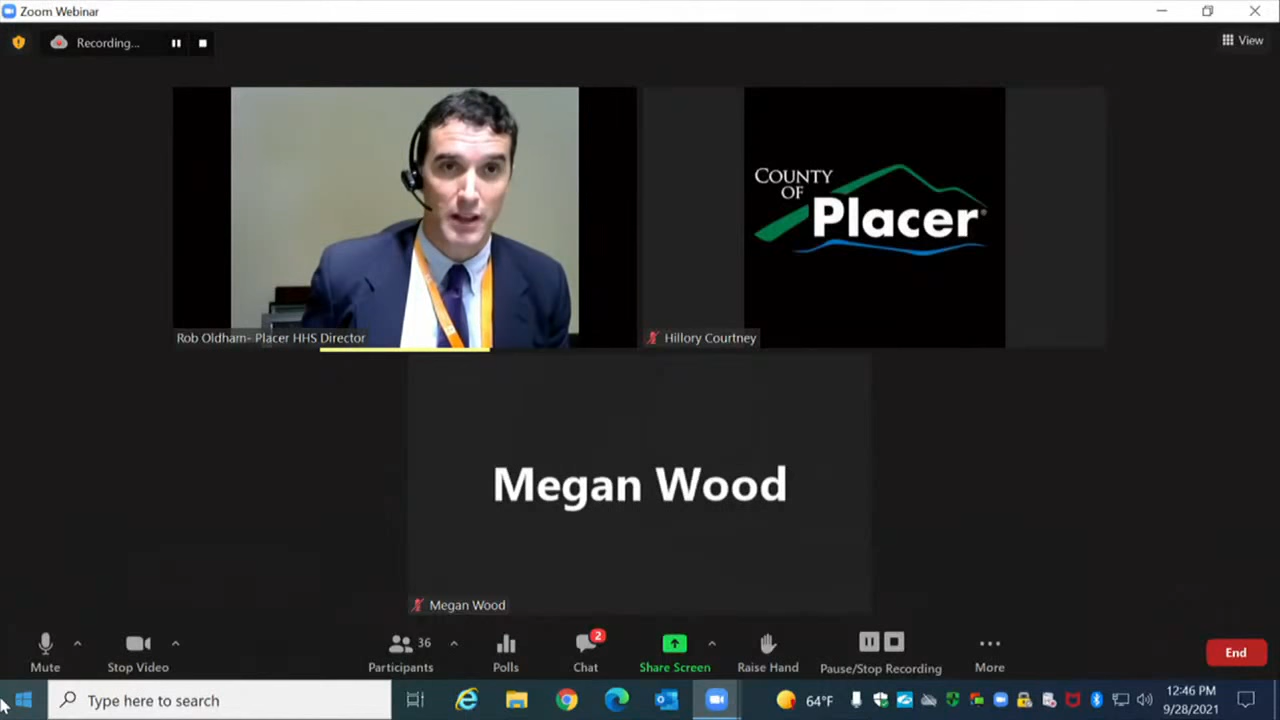 Zoom Webinar
Recording...
View
COUNTY
OF
Placer
Rob Oldham- Placer HHS Director
Hillory Courtney
Megan Wood
Megan Wood
36
2
Mute
Stop Video
Participants
Polls
Chat
Share Screen
Raise Hand
Pause/Stop Recording
More
End
Type here to search
64°F
12:46 PM
9/28/2021